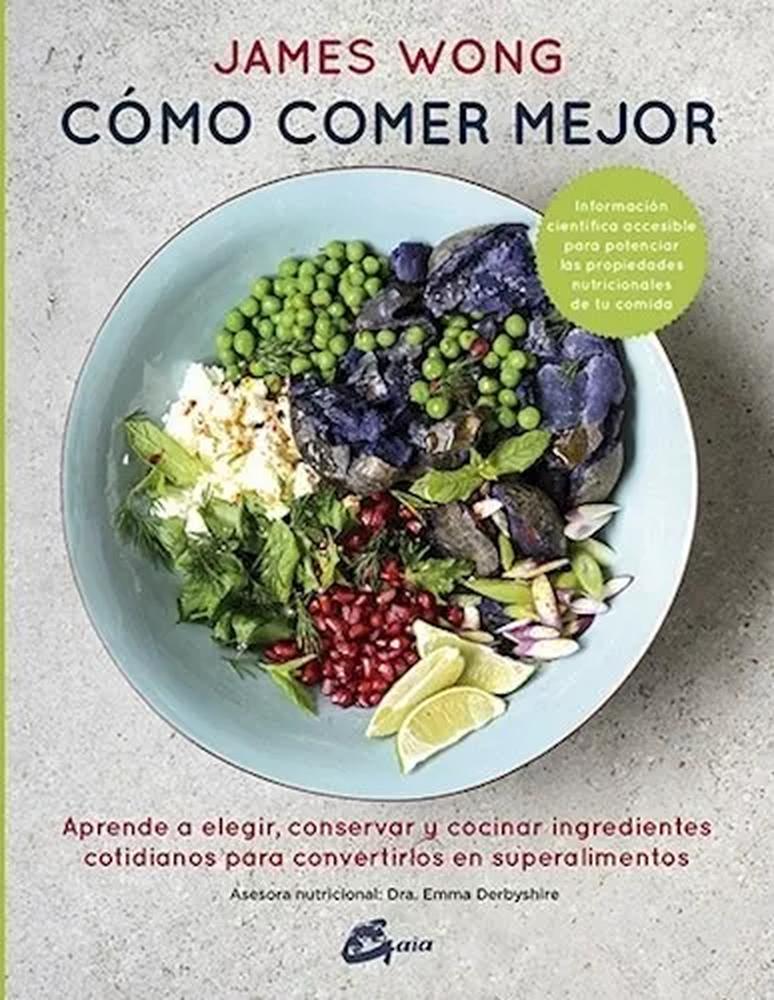 JAMES WONG
CÓMO COMER MEJOR
Información
científica accesible
para potenciar
las propiedades
nutricionales
de tu comida
Aprende a elegir, conservar y cocinar ingredientes
cotidianos para convertirlos en superalimentos
Asesora nutricional: Dra. Emma Derbyshire
Gaia